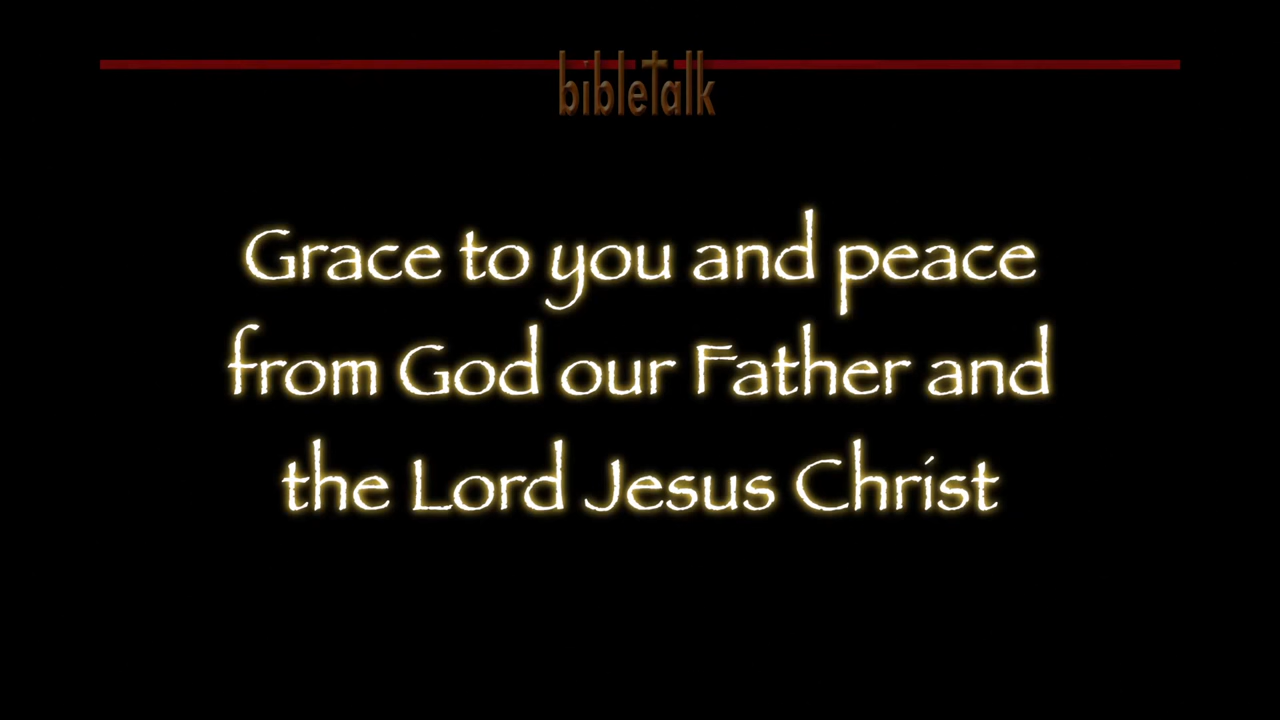 bibleTalk
Grace to you and peace
from God our Father and
the Lord Jesus Christ